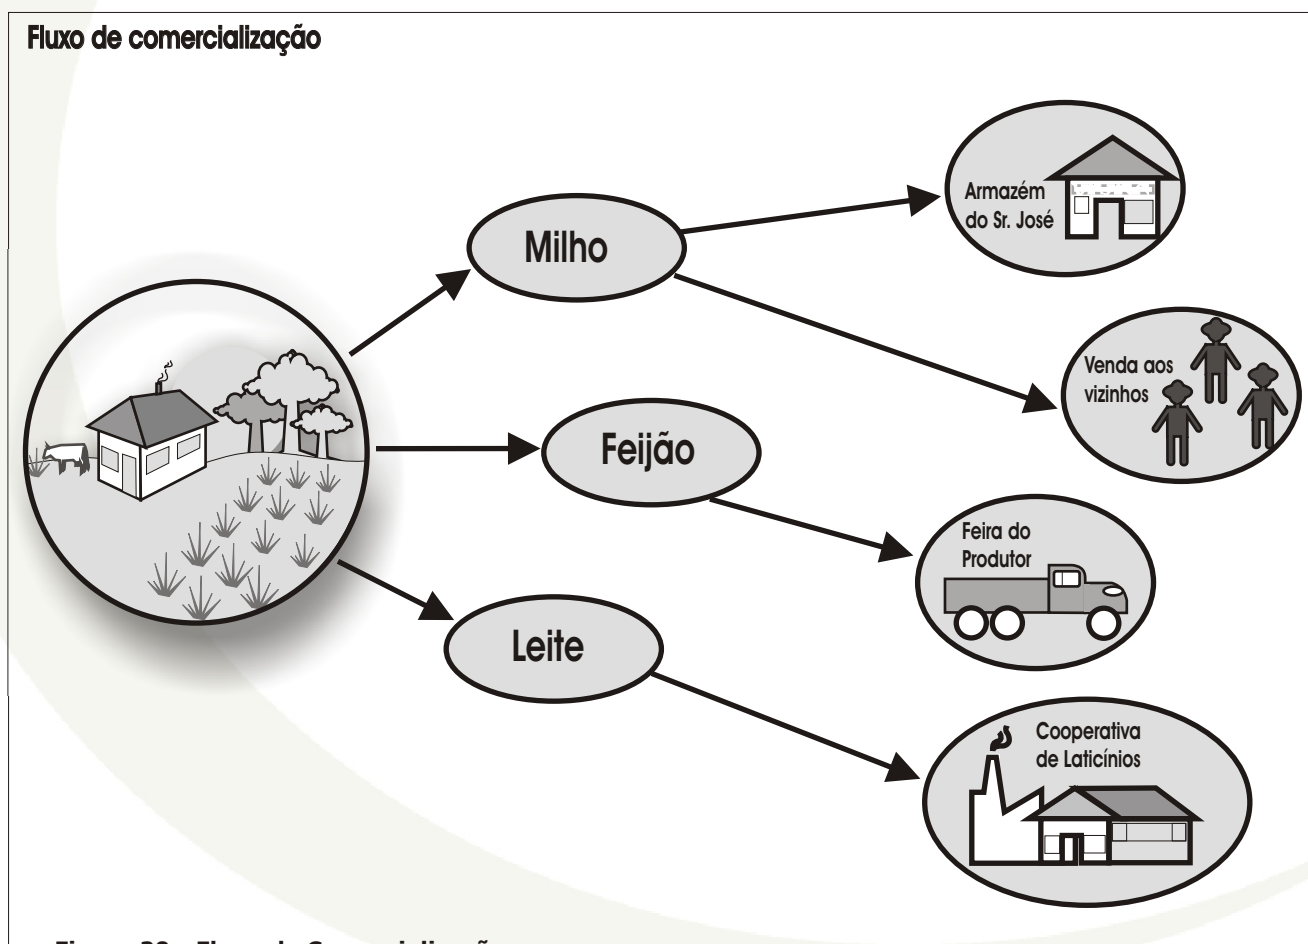 Fluxo de comercialização
Armazém
do Sr. José
Milho
Venda aos
vizinhos
Feijão
Feira do
Produtor
Leite
Cooperativa
de Laticínios